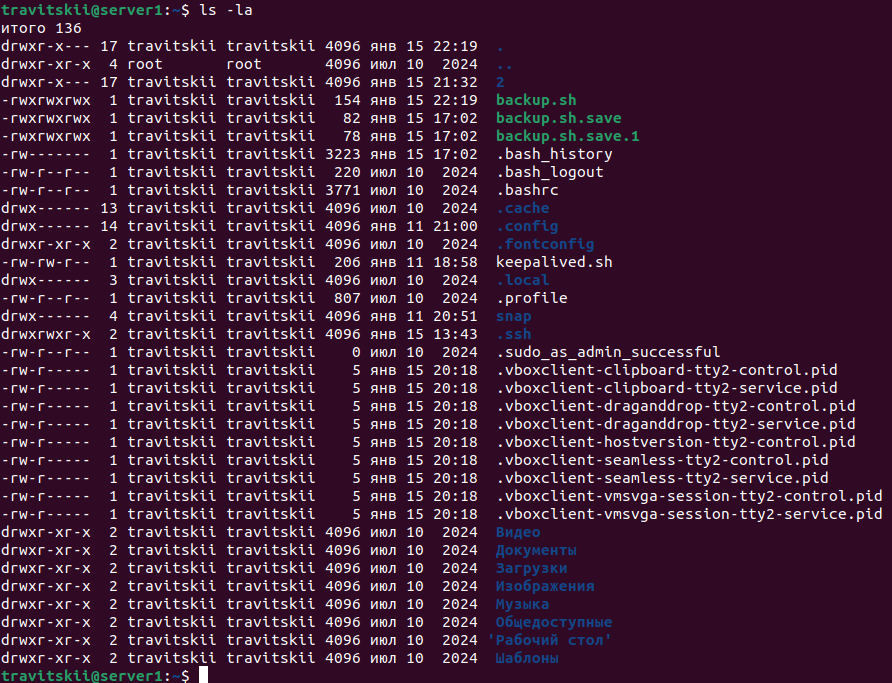 travitskii@server1:~$ ls -la
итого 136
drwxr-x--- 17 travitskii travitskii 4096 янв 15 22:19  .
drwxr-xr-x  4 root       root       4096 июл 10  2024  ..
drwxr-x--- 17 travitskii travitskii 4096 янв 15 21:32  2
-rwxrwxrwx  1 travitskii travitskii  154 янв 15 22:19  backup.sh
-rwxrwxrwx  1 travitskii travitskii   82 янв 15 17:02  backup.sh.save
-rwxrwxrwx  1 travitskii travitskii   78 янв 15 17:02  backup.sh.save.1
-rw-------  1 travitskii travitskii 3223 янв 15 17:02  .bash_history
-rw-r--r--  1 travitskii travitskii  220 июл 10  2024  .bash_logout
-rw-r--r--  1 travitskii travitskii 3771 июл 10  2024  .bashrc
drwx------ 13 travitskii travitskii 4096 июл 10  2024  .cache
drwx------ 14 travitskii travitskii 4096 янв 11 21:00  .config
drwxr-xr-x  2 travitskii travitskii 4096 июл 10  2024  .fontconfig
-rw-rw-r--  1 travitskii travitskii  206 янв 11 18:58  keepalived.sh
drwx------  3 travitskii travitskii 4096 июл 10  2024  .local
-rw-r--r--  1 travitskii travitskii  807 июл 10  2024  .profile
drwx------  4 travitskii travitskii 4096 янв 11 20:51  snap
drwxrwxr-x  2 travitskii travitskii 4096 янв 15 13:43  .ssh
-rw-r--r--  1 travitskii travitskii    0 июл 10  2024  .sudo_as_admin_successful
-rw-r-----  1 travitskii travitskii    5 янв 15 20:18  .vboxclient-clipboard-tty2-control.pid
-rw-r-----  1 travitskii travitskii    5 янв 15 20:18  .vboxclient-clipboard-tty2-service.pid
-rw-r-----  1 travitskii travitskii    5 янв 15 20:18  .vboxclient-draganddrop-tty2-control.pid
-rw-r-----  1 travitskii travitskii    5 янв 15 20:18  .vboxclient-draganddrop-tty2-service.pid
-rw-r-----  1 travitskii travitskii    5 янв 15 20:18  .vboxclient-hostversion-tty2-control.pid
-rw-r-----  1 travitskii travitskii    5 янв 15 20:18  .vboxclient-seamless-tty2-control.pid
-rw-r-----  1 travitskii travitskii    5 янв 15 20:18  .vboxclient-seamless-tty2-service.pid
-rw-r-----  1 travitskii travitskii    5 янв 15 20:18  .vboxclient-vmsvga-session-tty2-control.pid
-rw-r-----  1 travitskii travitskii    5 янв 15 20:18  .vboxclient-vmsvga-session-tty2-service.pid
drwxr-xr-x  2 travitskii travitskii 4096 июл 10  2024  Видео
drwxr-xr-x  2 travitskii travitskii 4096 июл 10  2024  Документы
drwxr-xr-x  2 travitskii travitskii 4096 июл 10  2024  Загрузки
drwxr-xr-x  2 travitskii travitskii 4096 июл 10  2024  Изображения
drwxr-xr-x  2 travitskii travitskii 4096 июл 10  2024  Музыка
drwxr-xr-x  2 travitskii travitskii 4096 июл 10  2024  Общедоступные
drwxr-xr-x  2 travitskii travitskii 4096 июл 10  2024 'Рабочий стол'
drwxr-xr-x  2 travitskii travitskii 4096 июл 10  2024  Шаблоны
travitskii@server1:~$